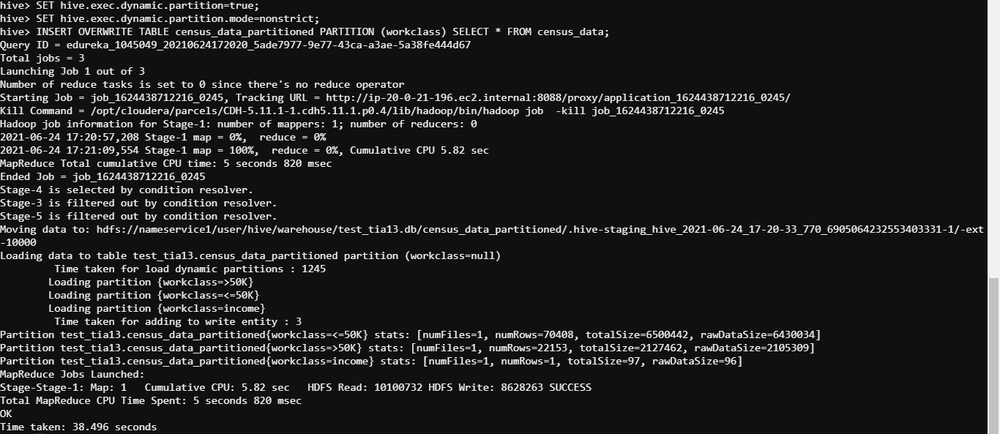 hive> SET hive.exec.dynamic.partition=true;
hive> SET hive.exec.dynamic.partition.mode=nonstrict;
hive> INSERT OVERWRITE TABLE census_data_partitioned PARTITION (workclass) SELECT * FROM census_data;
Query ID = edureka_1045049_20210624172020_5ade7977-9e77-43ca-a3ae-5a38fe444d67
Total jobs = 3
Launching Job 1 out of 3
Number of reduce tasks is set to 0 since there's no reduce operator
Starting Job = job_1624438712216_0245, Tracking URL = http://ip-20-0-21-196.ec2.internal:8088/proxy/application_1624438712216_0245/
Kill Command = /opt/cloudera/parcels/CDH-5.11.1-1.cdh5.11.1.p0.4/lib/hadoop/bin/hadoop job  -kill job_1624438712216_0245
Hadoop job information for Stage-1: number of mappers: 1; number of reducers: 0
2021-06-24 17:20:57,208 Stage-1 map = 0%,  reduce = 0%
2021-06-24 17:21:09,554 Stage-1 map = 100%,  reduce = 0%, Cumulative CPU 5.82 sec
MapReduce Total cumulative CPU time: 5 seconds 820 msec
Ended Job = job_1624438712216_0245
Stage-4 is selected by condition resolver.
Stage-3 is filtered out by condition resolver.
Stage-5 is filtered out by condition resolver.
Moving data to: hdfs://nameservice1/user/hive/warehouse/test_tia13.db/census_data_partitioned/.hive-staging_hive_2021-06-24_17-20-33_770_6905064232553403331-1/-ext
-10000
Loading data to table test_tia13.census_data_partitioned partition (workclass=null)
         Time taken for load dynamic partitions : 1245
        Loading partition {workclass=>50K}
        Loading partition {workclass=<=50K}
        Loading partition {workclass=income}
         Time taken for adding to write entity : 3
Partition test_tia13.census_data_partitioned{workclass=<=50K} stats: [numFiles=1, numRows=70408, totalSize=6500442, rawDataSize=6430034]
Partition test_tia13.census_data_partitioned{workclass=>50K} stats: [numFiles=1, numRows=22153, totalSize=2127462, rawDataSize=2105309]
Partition test_tia13.census_data_partitioned{workclass=income} stats: [numFiles=1, numRows=1, totalSize=97, rawDataSize=96]
MapReduce Jobs Launched:
Stage-Stage-1: Map: 1   Cumulative CPU: 5.82 sec   HDFS Read: 10100732 HDFS Write: 8628263 SUCCESS
Total MapReduce CPU Time Spent: 5 seconds 820 msec
OK
Time taken: 38.496 seconds